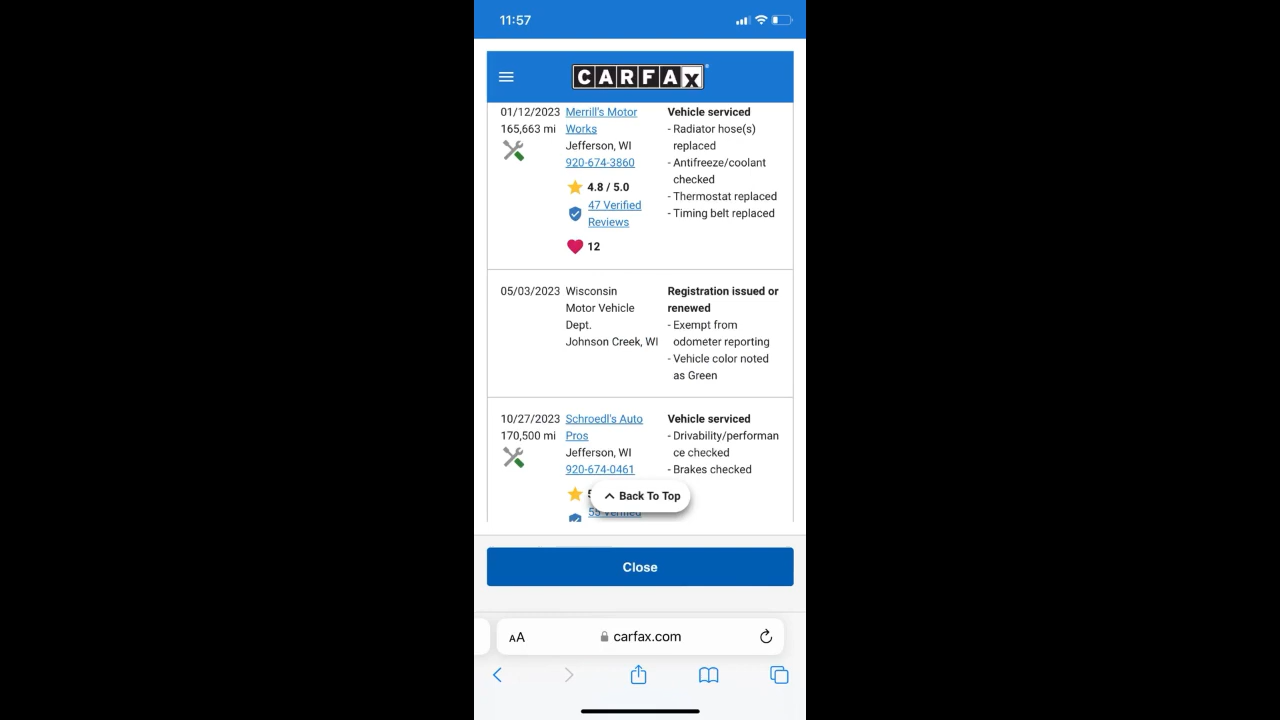 11:57
CARFAX
01/12/2023 Merrill's Motor Vehicle serviced
165,663 mi Works - Radiator hose(s)
Jefferson, WI replaced
920-674-3860 - Antifreeze/coolant
checked
4.8 / 5.0 - Thermostat replaced
47 Verified - Timing belt replaced
Reviews
12
05/03/2023 Wisconsin Registration issued or
Motor Vehicle renewed
Dept. - Exempt from
Johnson Creek, WI odometer reporting
- Vehicle color noted
as Green
10/27/2023 Schroedl's Auto Vehicle serviced
170,500 mi Pros - Drivability/performan
Jefferson, WI ce checked
920-674-0461 - Brakes checked
Back To Top
55 Verified
Close
AA carfax.com